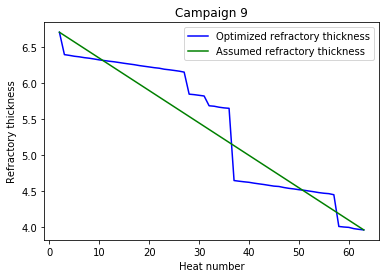 Campaign 9
Optimized refractory thickness
Assumed refractory thickness
Refractory thickness
6.5
6.0
5.5
5.0
4.5
4.0
0 10 20 30 40 50 60
Heat number